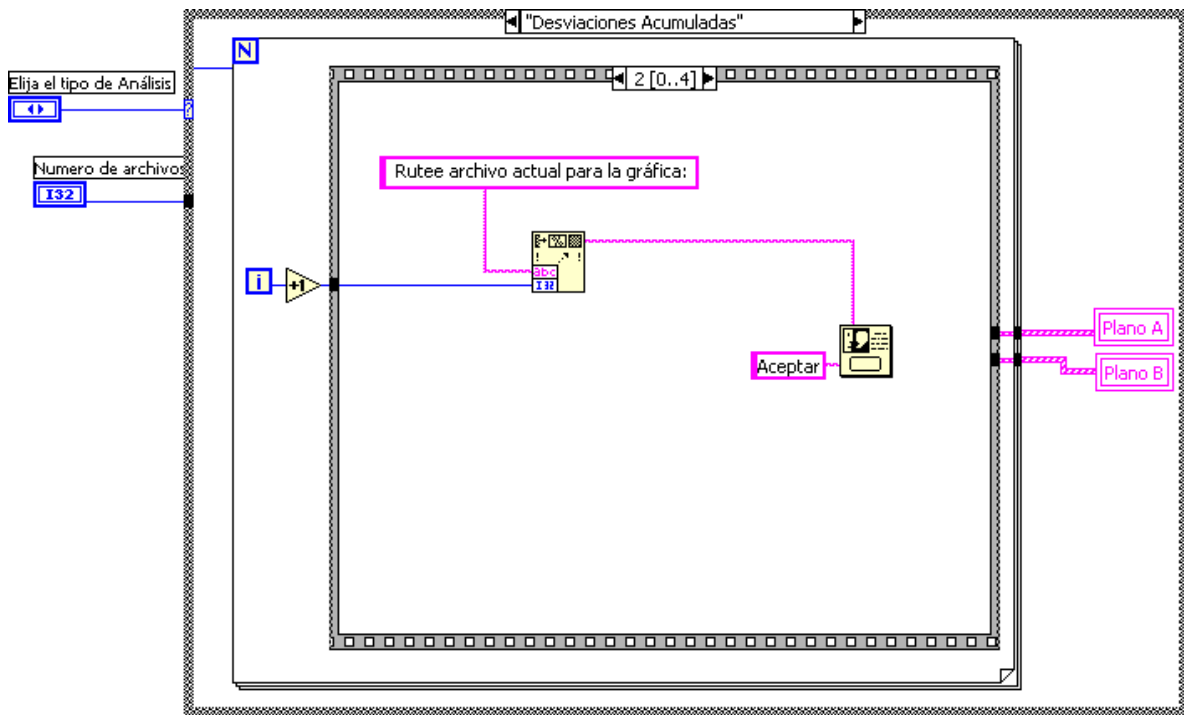 "Desviaciones Acumuladas"
N
Elija el tipo de Análisis
?
2 [0..4]
Numero de archivos
I32
Rutee archivo actual para la gráfica:
%
! !
abc
I32
i
+1
Aceptar
Plano A
Plano B